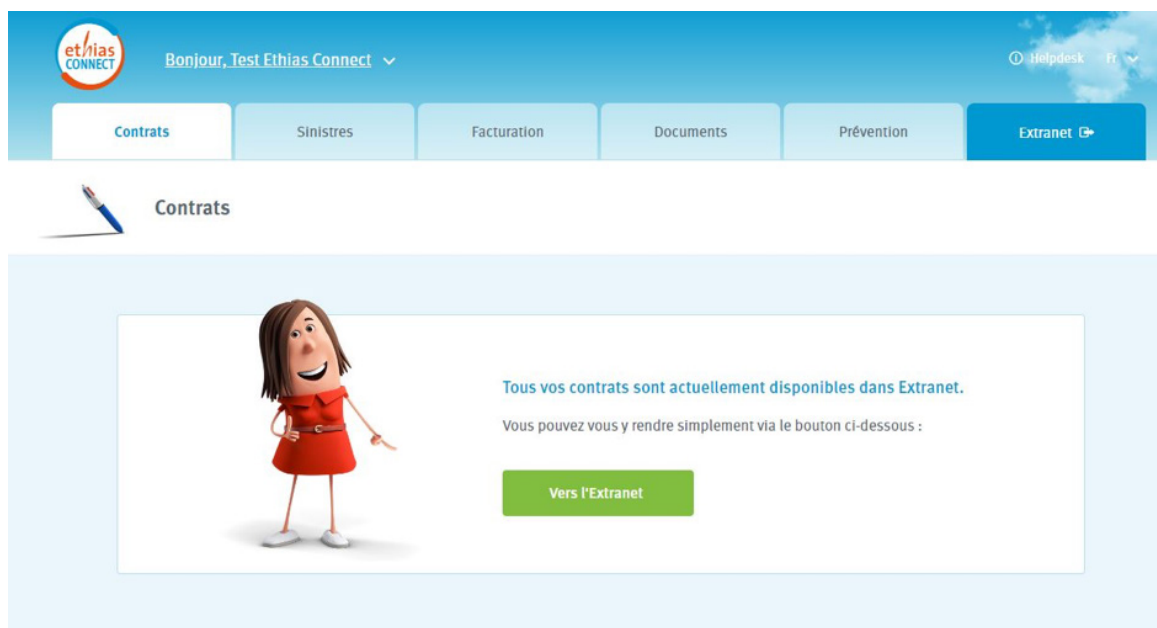 ethias
CONNECT
Bonjour, Test Ethias Connect
Helpdesk Fr
Contrats Sinistres Facturation Documents Prévention Extranet
Contrats
Tous vos contrats sont actuellement disponibles dans Extranet.
Vous pouvez vous y rendre simplement via le bouton ci-dessous :
Vers l'Extranet